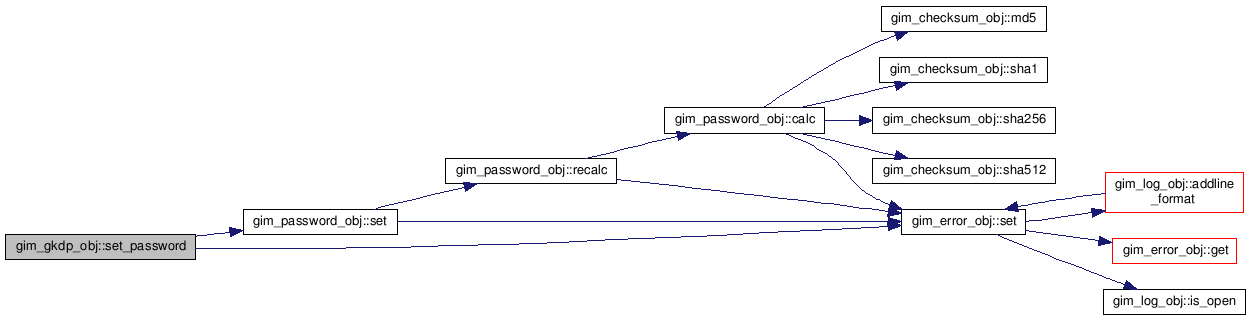 gim_checksum_obj::md5
gim_checksum_obj::sha1
gim_password_obj::calc
gim_checksum_obj::sha256
gim_password_obj::recalc
gim_checksum_obj::sha512
gim_log_obj::addline
_format
gim_password_obj::set
gim_error_obj::set
gim_gkdp_obj::set_password
gim_error_obj::get
gim_log_obj::is_open